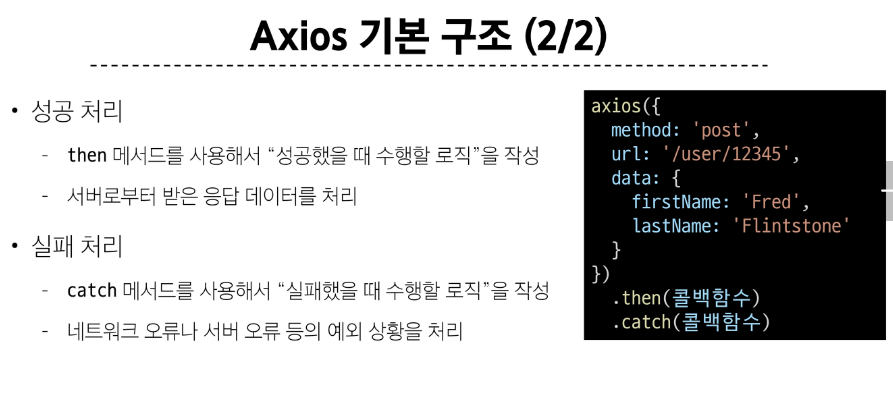 Axios 기본 구조 (2/2)
• 성공 처리
- then 메서드를 사용해서 “성공했을 때 수행할 로직”을 작성
- 서버로부터 받은 응답 데이터를 처리
• 실패 처리
- catch 메서드를 사용해서 “실패했을 때 수행할 로직”을 작성
- 네트워크 오류나 서버 오류 등의 예외 상황을 처리
axios({
  method: 'post',
  url: '/user/12345',
  data: {
    firstName: 'Fred',
    lastName: 'Flintstone'
  }
})
  .then(콜백함수)
  .catch(콜백함수)